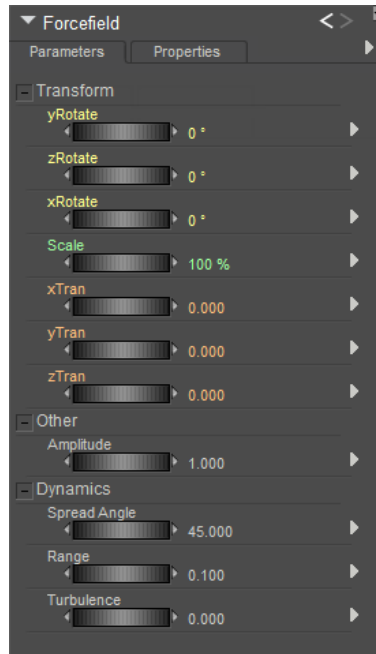 Forcefield
Parameters Properties
Transform
yRotate
0 °
zRotate
0 °
xRotate
0 °
Scale
100 %
xTran
0.000
yTran
0.000
zTran
0.000
Other
Amplitude
1.000
Dynamics
Spread Angle
45.000
Range
0.100
Turbulence
0.000